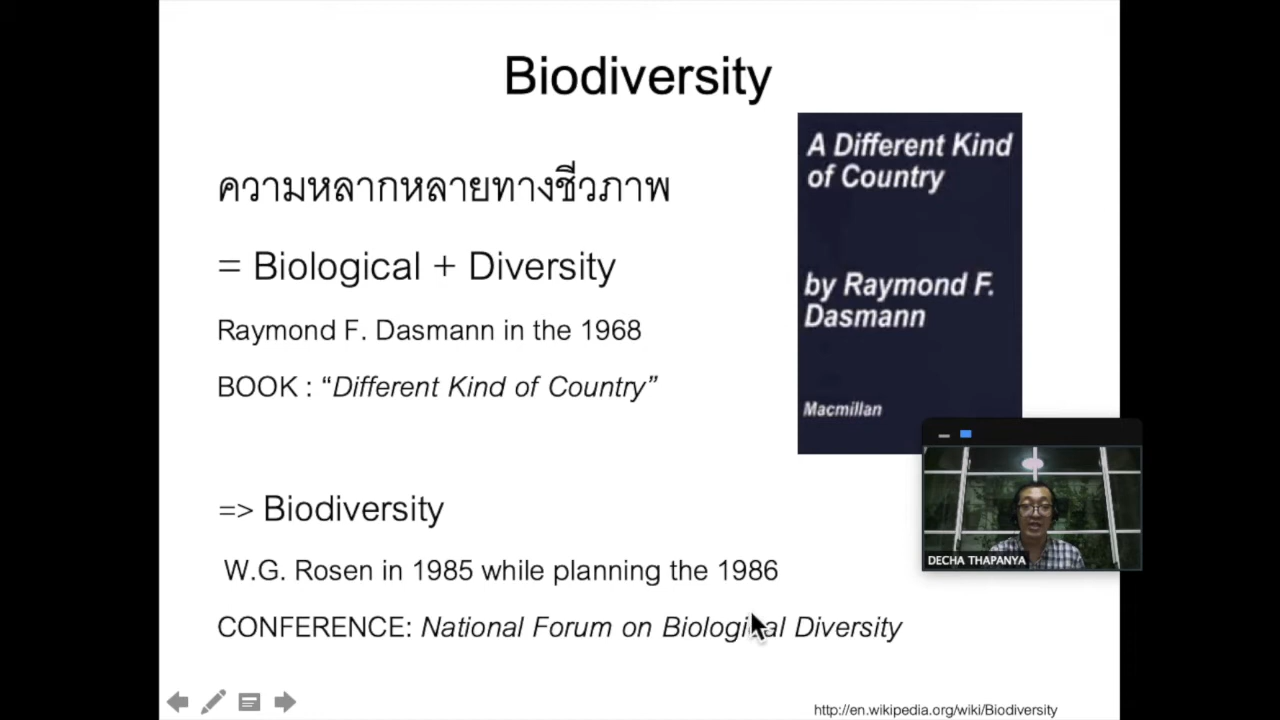 Biodiversity
ความหลากหลายทางชีวภาพ
= Biological + Diversity
Raymond F. Dasmann in the 1968
BOOK : “Different Kind of Country”
A Different Kind
of Country
by Raymond F.
Dasmann
Macmillan
DECHA THAPANYA
=> Biodiversity
W.G. Rosen in 1985 while planning the 1986
CONFERENCE: National Forum on Biological Diversity
http://en.wikipedia.org/wiki/Biodiversity